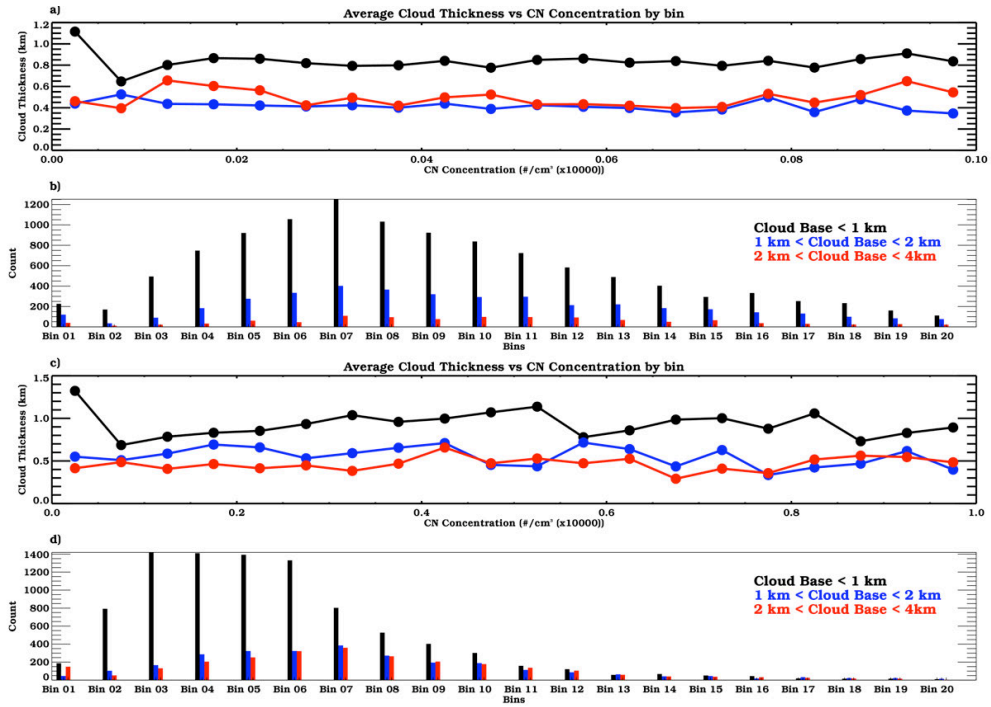 a)
Average Cloud Thickness vs CN Concentration by bin
Cloud Thickness (km)
1.2
1.0
0.8
0.6
0.4
0.2
0.0
0.00 0.02 0.04 0.06 0.08 0.10
CN Concentration (#/cm³ (x10000))
b)
Count
1200
1000
800
600
400
200
0
Cloud Base < 1 km
1 km < Cloud Base < 2 km
2 km < Cloud Base < 4km
Bin 01 Bin 02 Bin 03 Bin 04 Bin 05 Bin 06 Bin 07 Bin 08 Bin 09 Bin 10 Bin 11 Bin 12 Bin 13 Bin 14 Bin 15 Bin 16 Bin 17 Bin 18 Bin 19 Bin 20
Bins
c)
Average Cloud Thickness vs CN Concentration by bin
Cloud Thickness (km)
1.5
1.0
0.5
0.0
0.2 0.4 0.6 0.8 1.0
CN Concentration (#/cm³ (x10000))
d)
Count
1400
1200
1000
800
600
400
200
0
Cloud Base < 1 km
1 km < Cloud Base < 2 km
2 km < Cloud Base < 4km
Bin 01 Bin 02 Bin 03 Bin 04 Bin 05 Bin 06 Bin 07 Bin 08 Bin 09 Bin 10 Bin 11 Bin 12 Bin 13 Bin 14 Bin 15 Bin 16 Bin 17 Bin 18 Bin 19 Bin 20
Bins